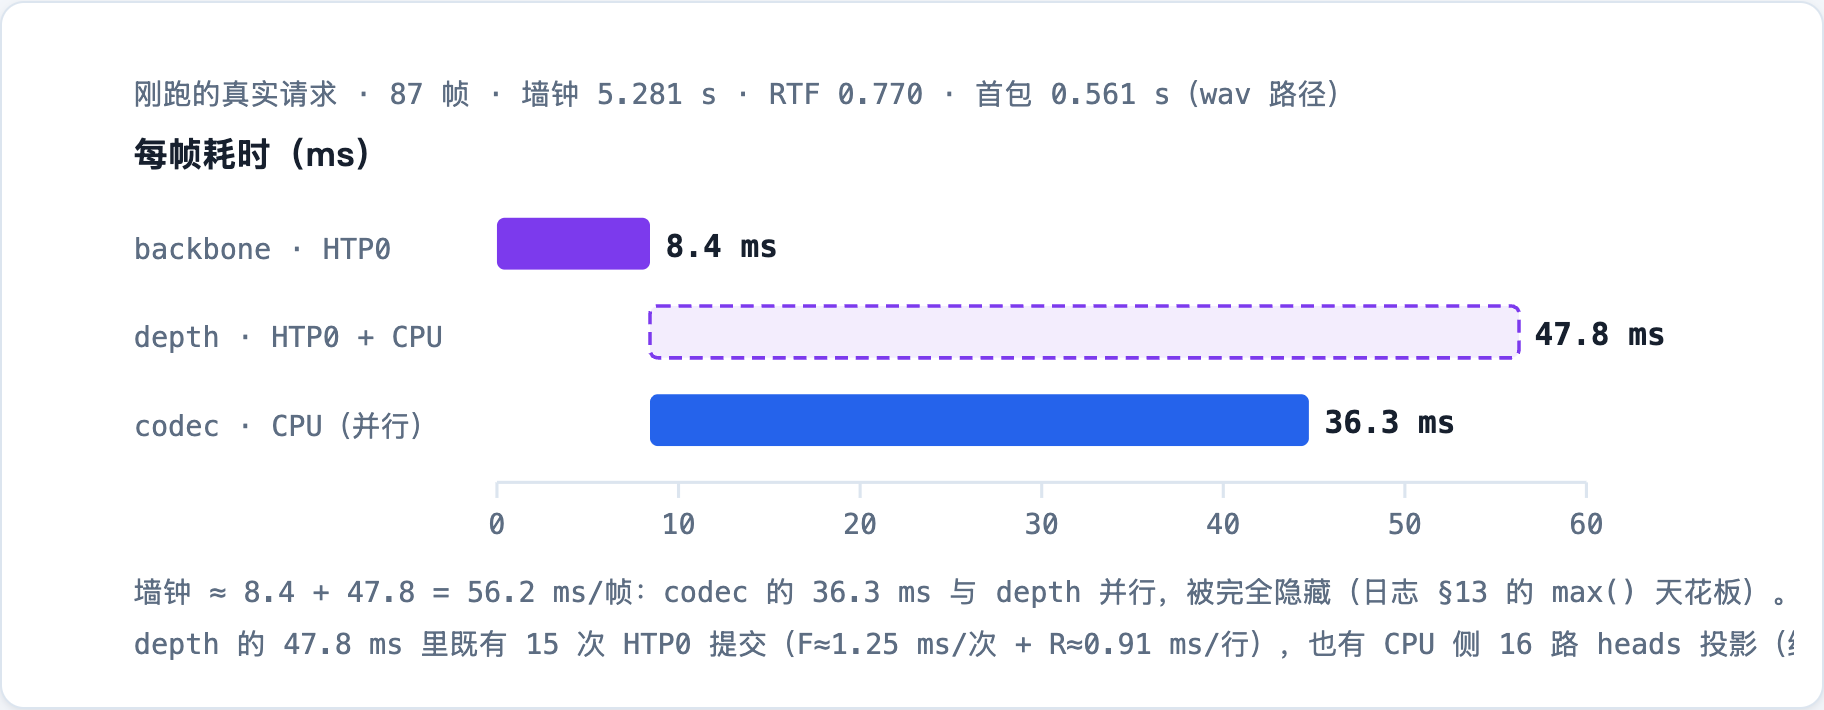 刚跑的真实请求 · 87 帧 · 墙钟 5.281 s · RTF 0.770 · 首包 0.561 s（wav 路径）
每帧耗时（ms）
backbone · HTP0
8.4 ms
depth · HTP0 + CPU
47.8 ms
codec · CPU（并行）
36.3 ms
0 10 20 30 40 50 60
墙钟 ≈ 8.4 + 47.8 = 56.2 ms/帧：codec 的 36.3 ms 与 depth 并行，被完全隐藏（日志 §13 的 max() 天花板）。
depth 的 47.8 ms 里既有 15 次 HTP0 提交（F≈1.25 ms/次 + R≈0.91 ms/行），也有 CPU 侧 16 路 heads 投影（